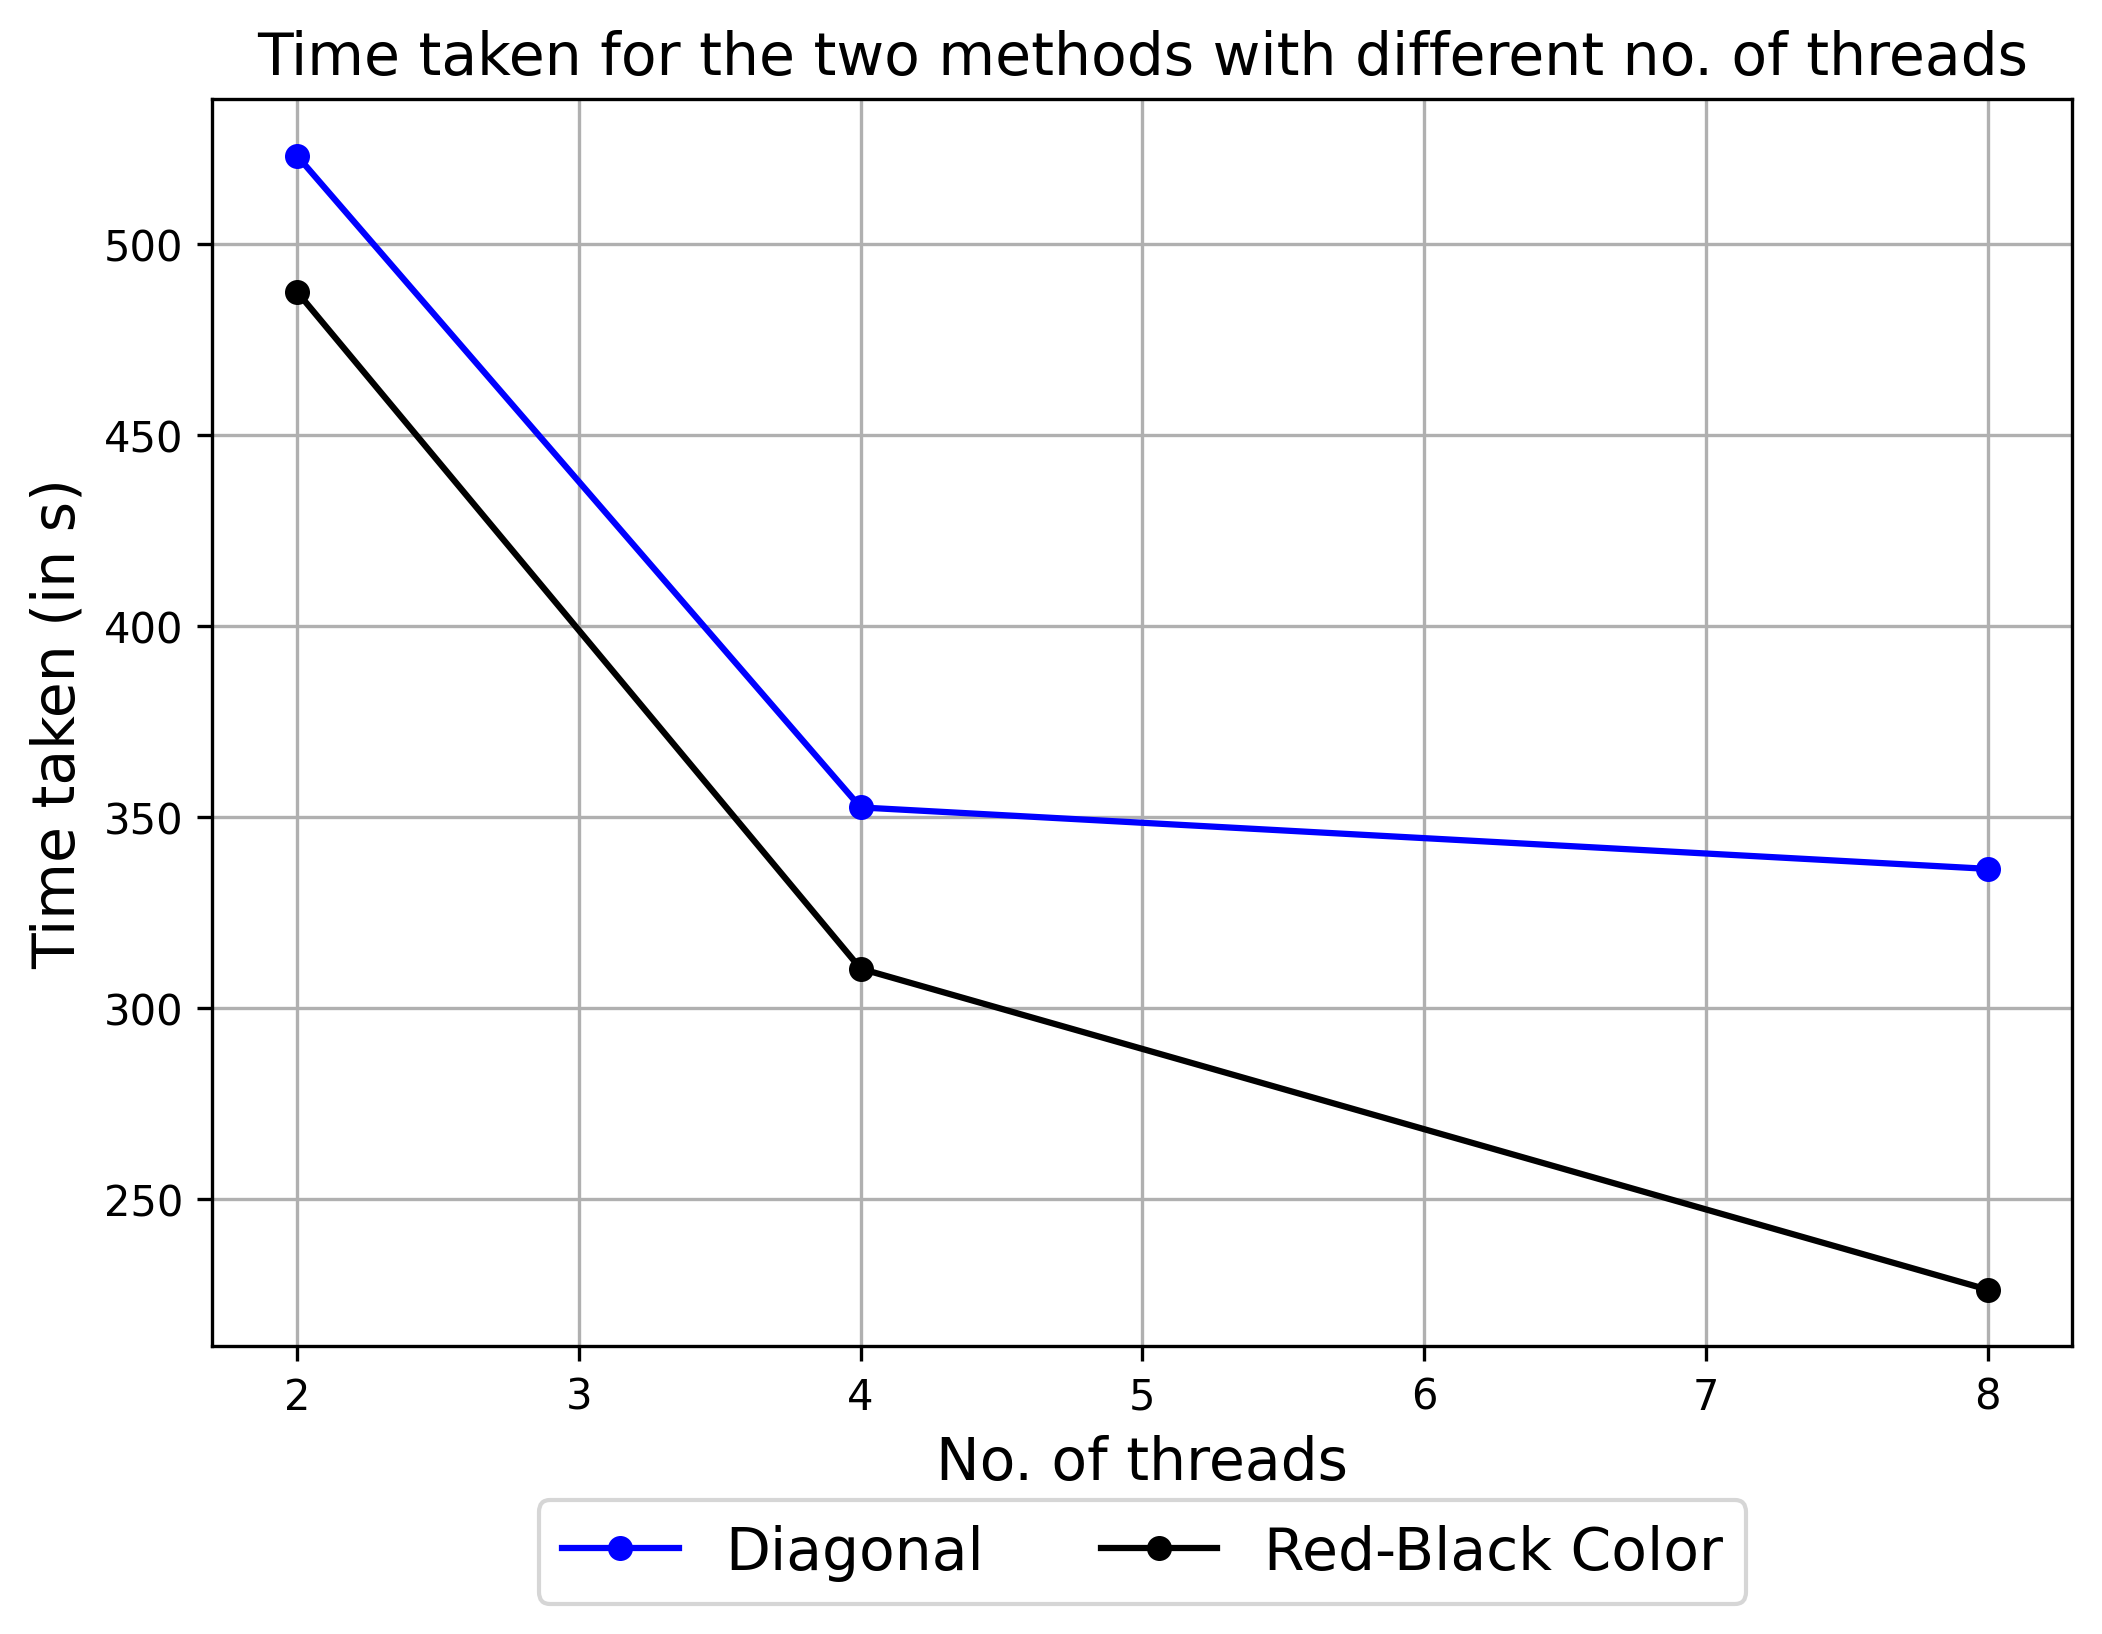 Time taken for the two methods with different no. of threads
Time taken (in s)
500
450
400
350
300
250
2 3 4 5 6 7 8
No. of threads
Diagonal Red-Black Color